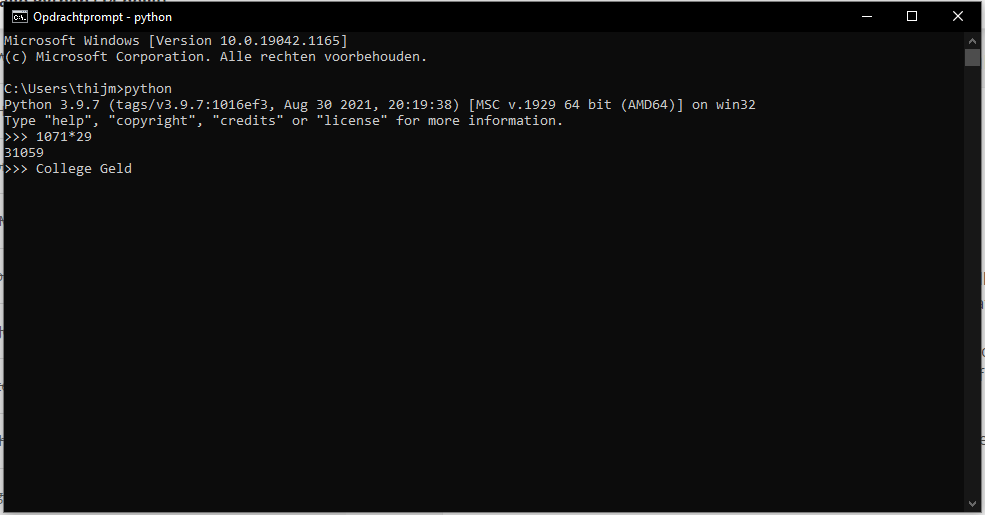 Opdrachtprompt - python
Microsoft Windows [Version 10.0.19042.1165]
(c) Microsoft Corporation. Alle rechten voorbehouden.
C:\Users\thijm>python
Python 3.9.7 (tags/v3.9.7:1016ef3, Aug 30 2021, 20:19:38) [MSC v.1929 64 bit (AMD64)] on win32
Type "help", "copyright", "credits" or "license" for more information.
>>> 1071*29
31059
>>> College Geld